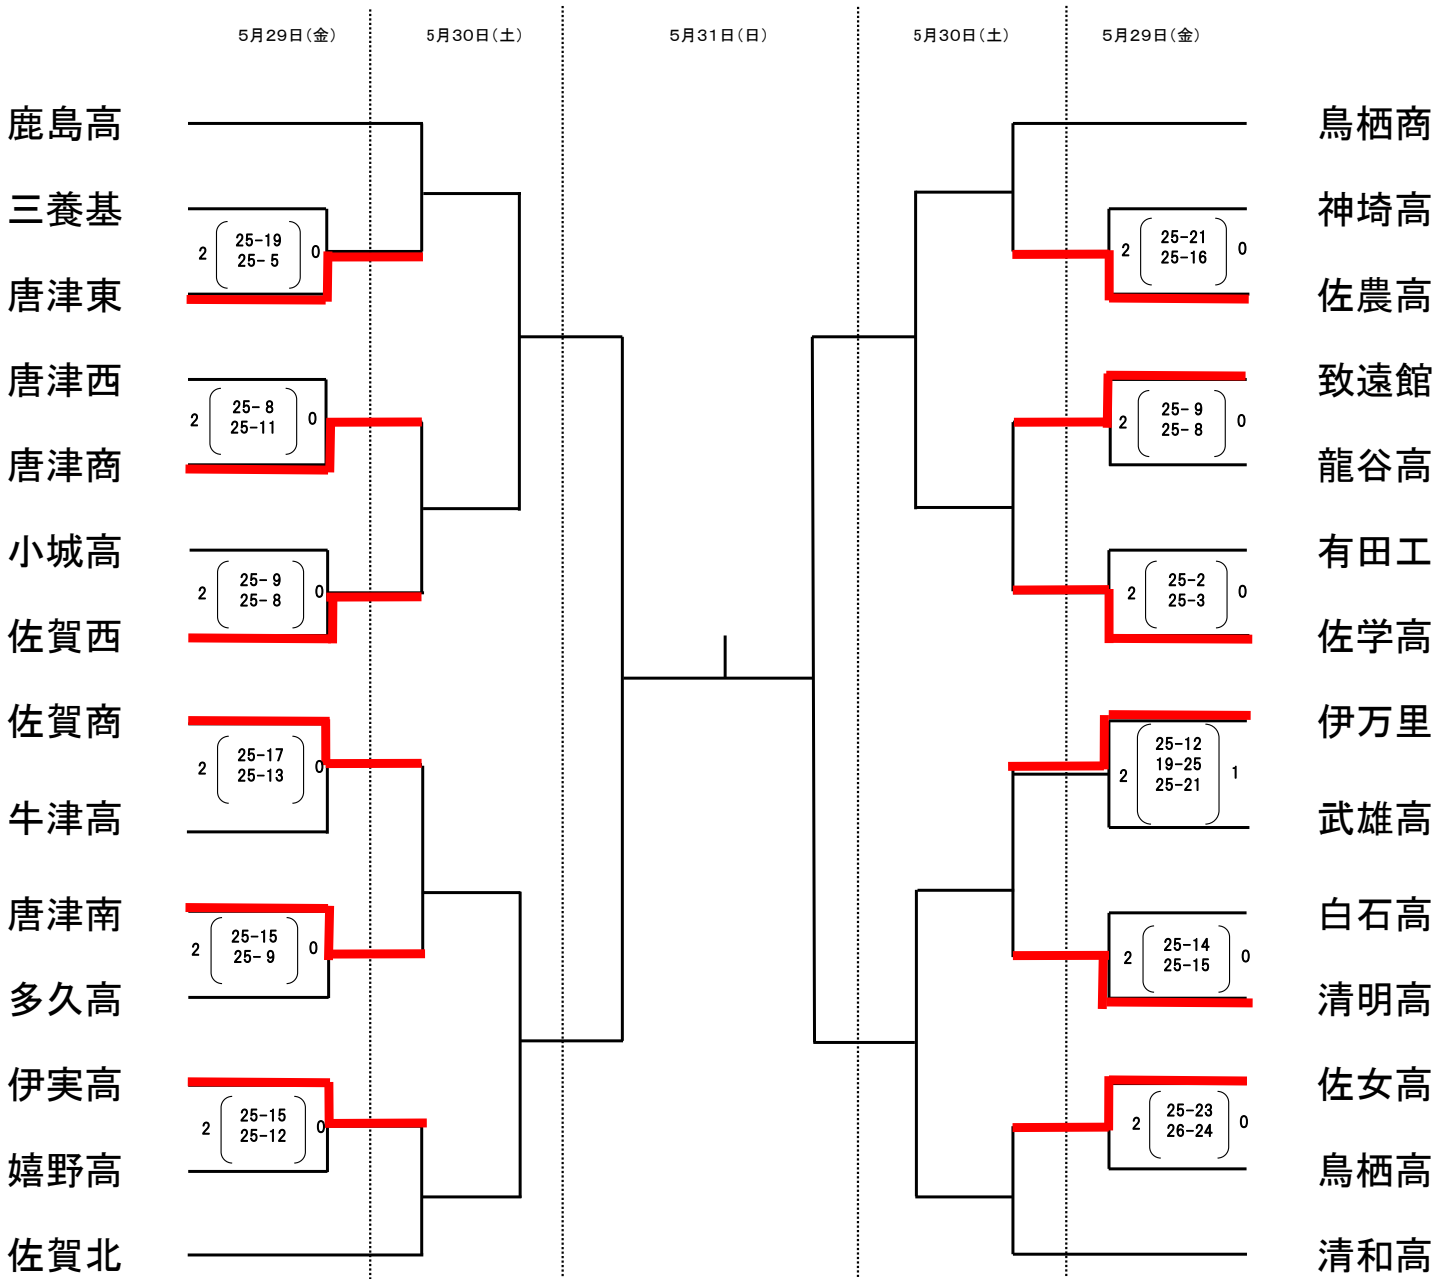 5月29日(金) 5月30日(土) 5月31日(日) 5月30日(土) 5月29日(金)
鹿島高
三養基
2 25-19 0
25- 5
唐津東
唐津西
2 25- 8 0
25-11
唐津商
小城高
2 25- 9 0
25- 8
佐賀西
佐賀商
2 25-17 0
25-13
牛津高
唐津南
2 25-15 0
25- 9
多久高
伊実高
2 25-15 0
25-12
嬉野高
佐賀北
鳥栖商
神埼高
2 25-21 0
25-16
佐農高
致遠館
2 25- 9 0
25- 8
龍谷高
有田工
2 25-2 0
25-3
佐学高
伊万里
25-12
2 19-25 1
25-21
武雄高
白石高
2 25-14 0
25-15
清明高
佐女高
2 25-23 0
26-24
鳥栖高
清和高